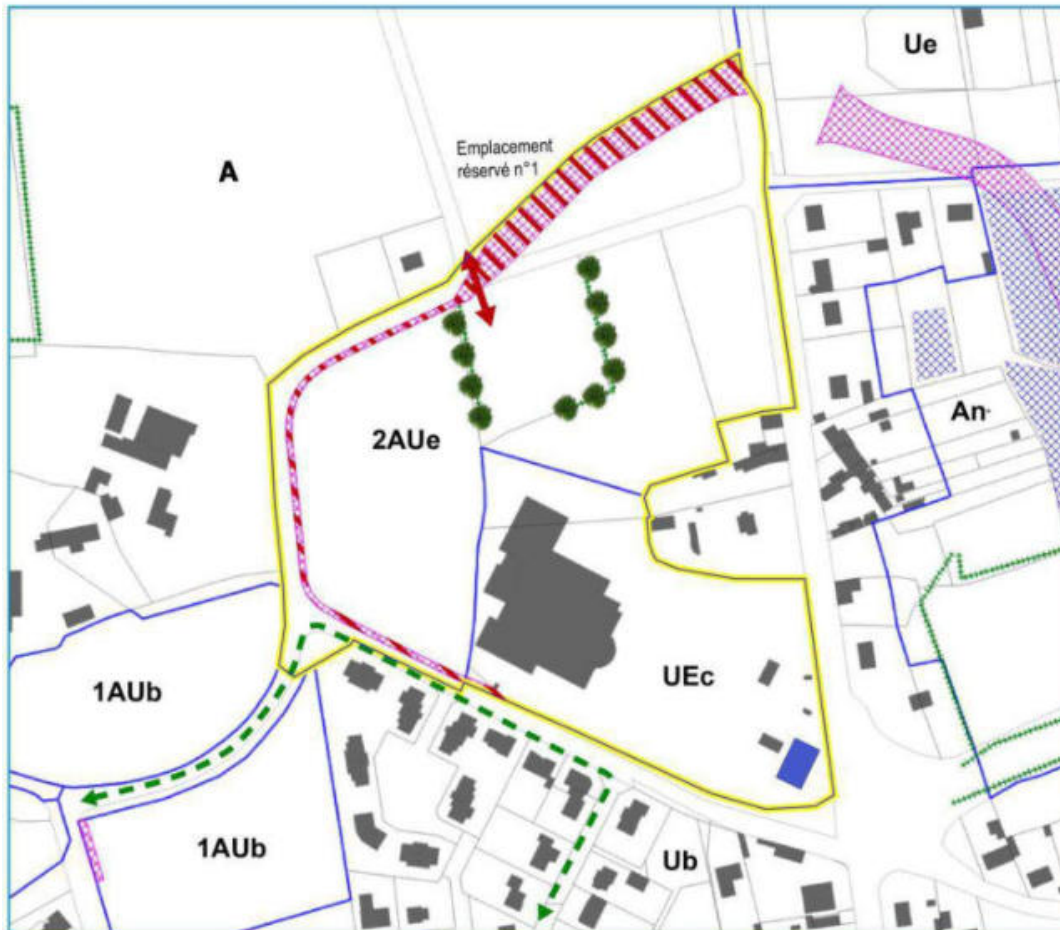 Ue
Emplacement
réservé n°1
A
2AUe
An
1AUb
UEc
1AUb
Ub